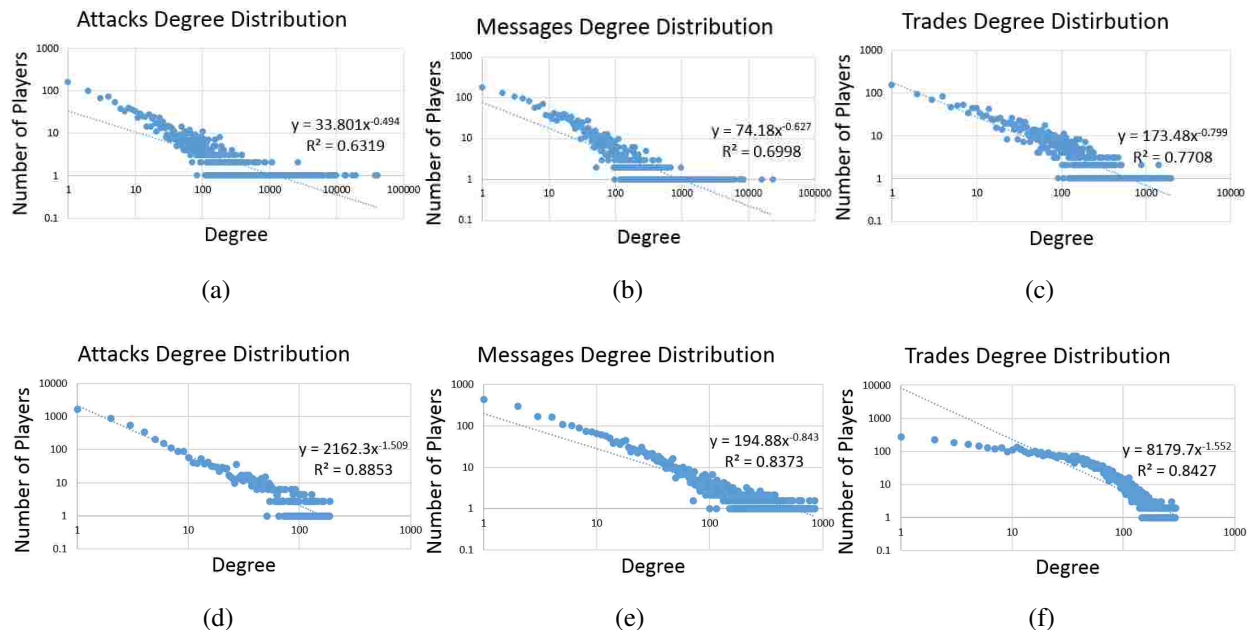 Attacks Degree Distribution
Number of Players
1000
100
10
1
0.1
1 10 100 1000 10000 100000
y = 33.801x^-0.494
R² = 0.6319
Degree
(a)
Messages Degree Distribution
Number of Players
1000
100
10
1
0.1
1 10 100 1000 10000 100000
y = 74.18x^-0.627
R² = 0.6998
Degree
(b)
Trades Degree Distirbution
Number of Players
1000
100
10
1
0.1
1 10 100 1000 10000
y = 173.48x^-0.799
R² = 0.7708
Degree
(c)
Attacks Degree Distribution
Number of Players
10000
1000
100
10
1
0.1
1 10 100 1000
y = 2162.3x^-1.509
R² = 0.8853
Degree
(d)
Messages Degree Distribution
Number of Players
1000
100
10
1
0.1
1 10 100 1000
y = 194.88x^-0.843
R² = 0.8373
Degree
(e)
Trades Degree Distribution
Number of Players
10000
1000
100
10
1
0.1
1 10 100 1000
y = 8179.7x^-1.552
R² = 0.8427
Degree
(f)